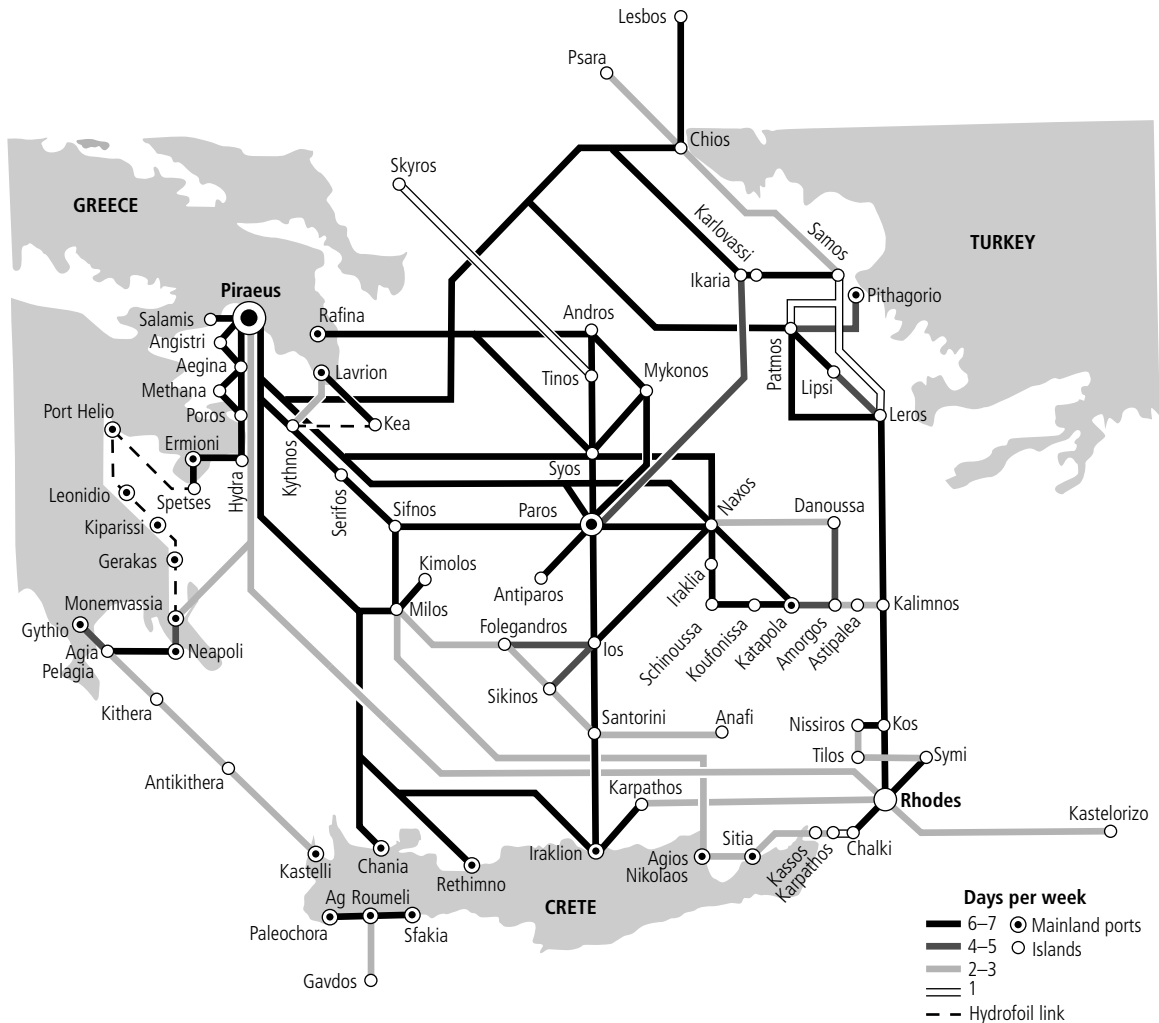 Lesbos
Psara
Chios
Skyros
GREECE
Karlovassi
Samos
TURKEY
Ikaria
Piraeus
Pithagorio
Salamis
Rafina
Andros
Angistri
Patmos
Aegina
Lavrion
Tinos
Mykonos
Lipsi
Methana
Port Helio
Poros
Kea
Leros
Ermioni
Kythnos
Syos
Leonidio
Spetses
Hydra
Serifos
Sifnos
Paros
Naxos
Danoussa
Kiparissi
Gerakas
Kimolos
Antiparos
Iraklia
Monemvassia
Milos
Kalimnos
Gythio
Folegandros
Ios
Schinoussa
Koufonissa
Katapola
Amorgos
Astipalea
Agia
Pelagia
Neapoli
Sikinos
Kithera
Santorini
Anafi
Nissiros
Kos
Tilos
Symi
Antikithera
Karpathos
Rhodes
Kastelorizo
Kastelli
Chania
Rethimno
Iraklion
Agios
Nikolaos
Sitia
Kassos
Karpathos
Chalki
Ag Roumeli
CRETE
Paleochora
Sfakia
Gavdos
Days per week
6–7
Mainland ports
4–5
Islands
2–3
1
Hydrofoil link